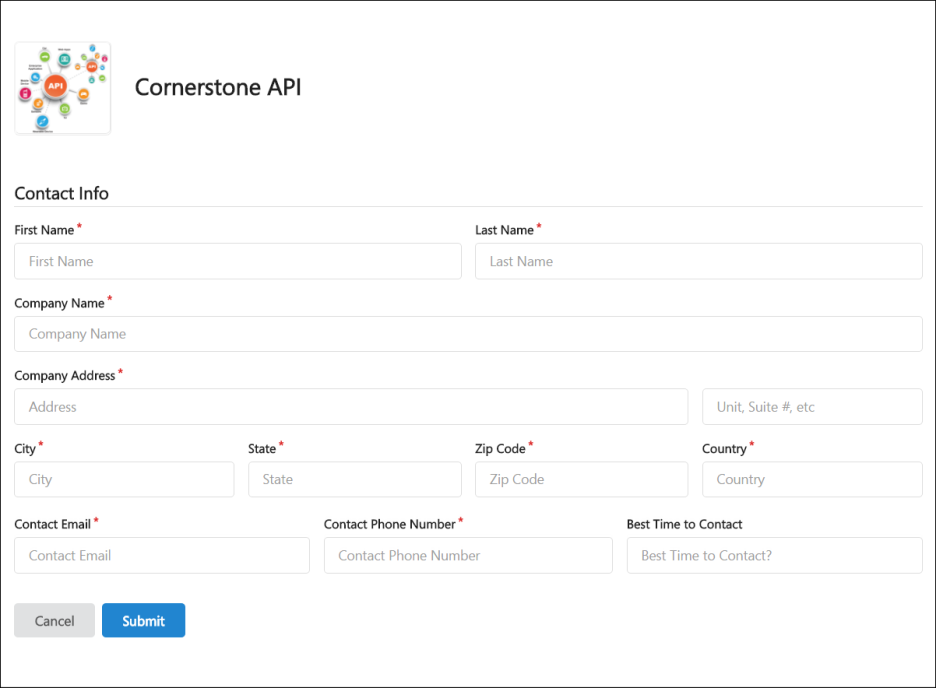 API
API
Cornerstone API
Contact Info
First Name * Last Name *
First Name Last Name
Company Name *
Company Name
Company Address *
Address Unit, Suite #, etc
City * State * Zip Code * Country *
City State Zip Code Country
Contact Email * Contact Phone Number * Best Time to Contact
Contact Email Contact Phone Number Best Time to Contact?
Cancel Submit